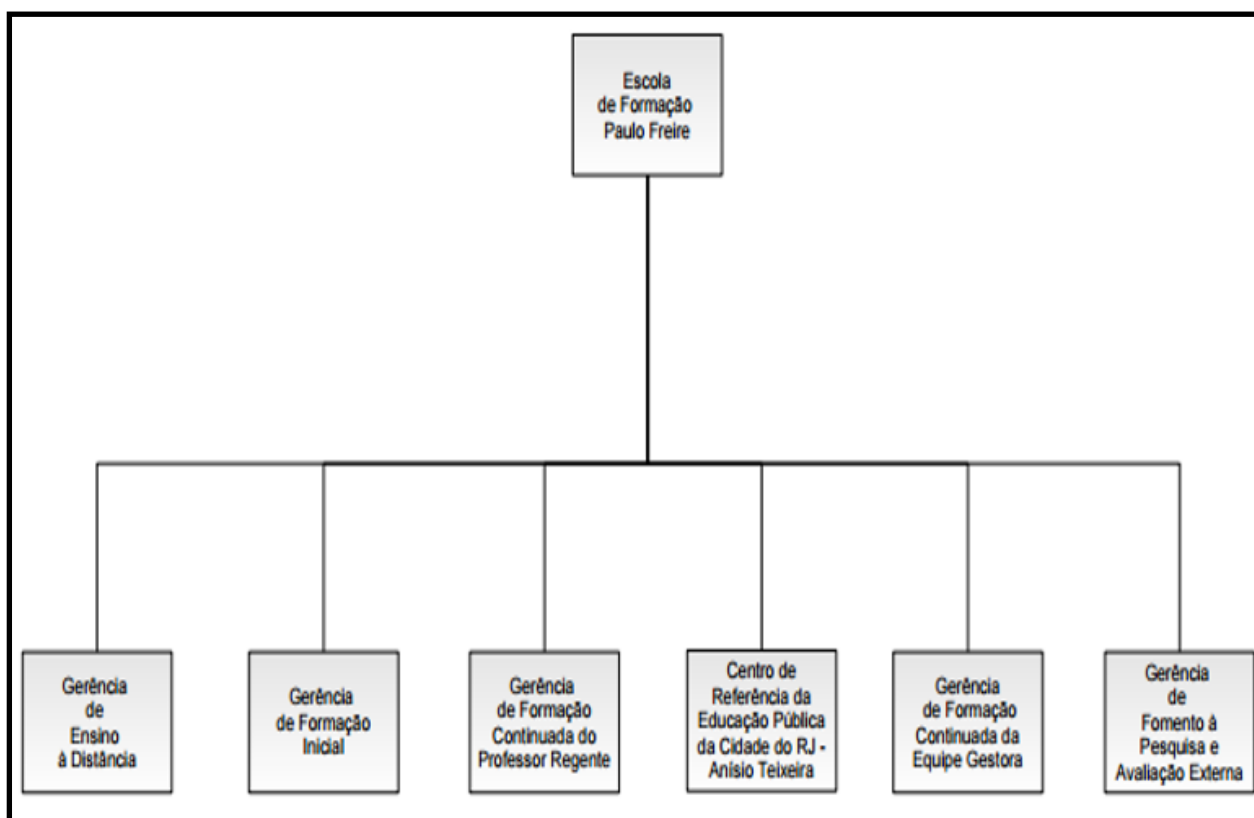 Escola
de Formação
Paulo Freire
Gerência
de
Ensino
à Distância
Gerência
de Formação
Inicial
Gerência
de Formação
Continuada do
Professor Regente
Centro de
Referência da
Educação Pública
da Cidade do RJ -
Anísio Teixeira
Gerência
de Formação
Continuada da
Equipe Gestora
Gerência
de
Fomento à
Pesquisa e
Avaliação Externa